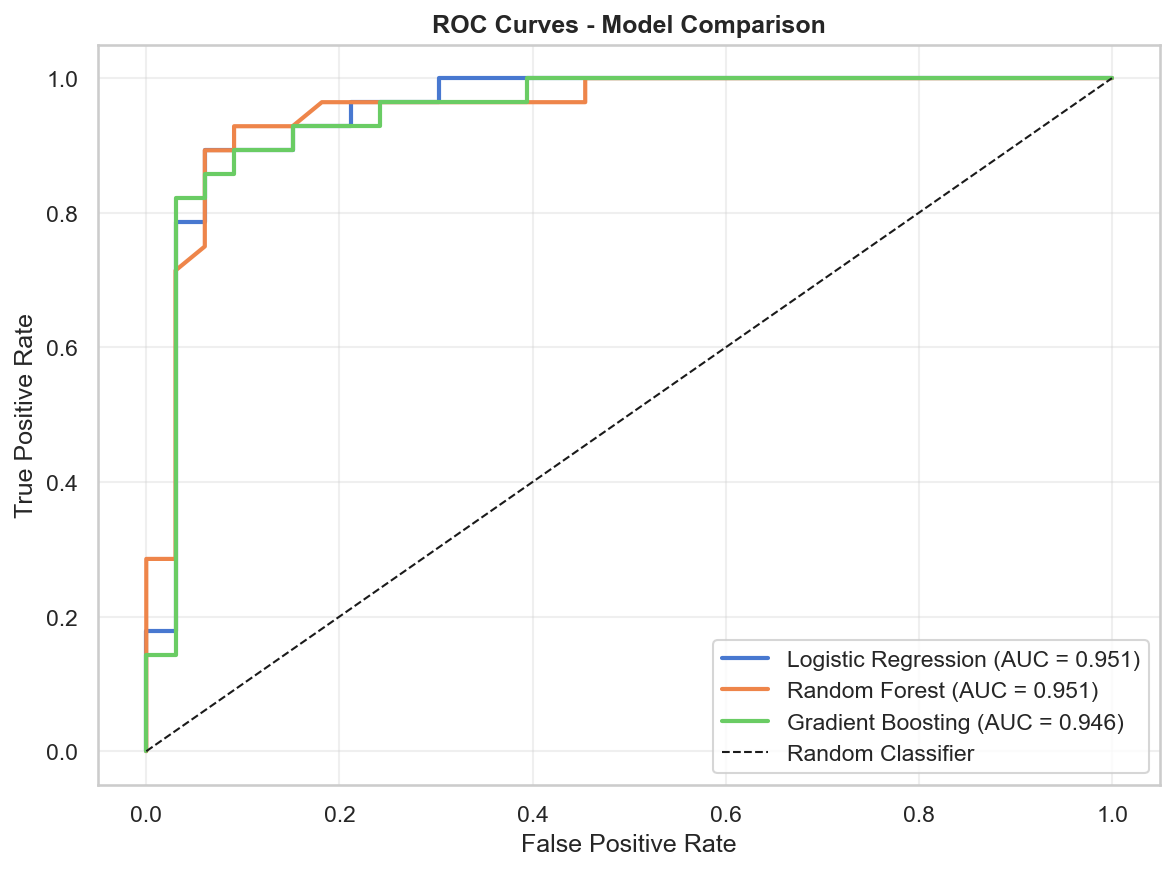 ROC Curves - Model Comparison
True Positive Rate
1.0
0.8
0.6
0.4
0.2
0.0
Logistic Regression (AUC = 0.951)
Random Forest (AUC = 0.951)
Gradient Boosting (AUC = 0.946)
Random Classifier
0.0 0.2 0.4 0.6 0.8 1.0
False Positive Rate